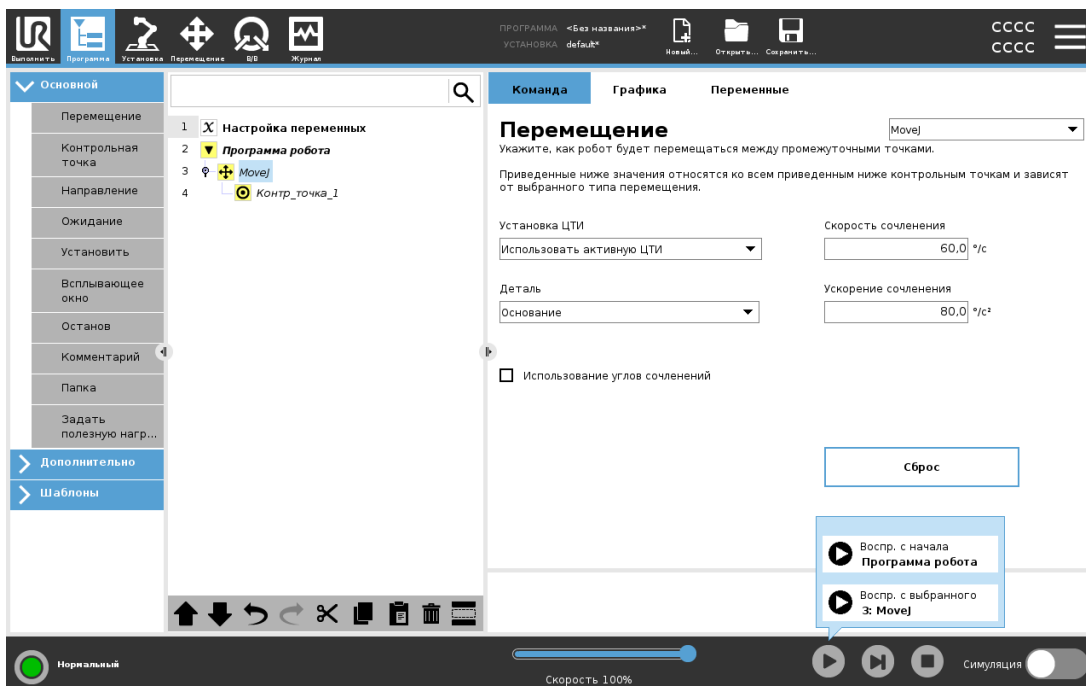 UR
Выполнить
Программа
Установка
Перемещение
В/В
Журнал
ПРОГРАММА <Без названия>*
УСТАНОВКА default*
Новый...
Открыть...
Сохранить...
CCCC
CCCC
Основной
Перемещение
Контрольная
точка
Направление
Ожидание
Установить
Всплывающее
окно
Останов
Комментарий
Папка
Задать
полезную нагр...
Дополнительно
Шаблоны
1 X Настройка переменных
2 Программа робота
3 MoveJ
4 Контр_точка_1
Команда Графика Переменные
Перемещение
MoveJ
Укажите, как робот будет перемещаться между промежуточными точками.
Приведенные ниже значения относятся ко всем приведенным ниже контрольным точкам и зависят
от выбранного типа перемещения.
Установка ЦТИ
Использовать активную ЦТИ
Скорость сочленения
60,0 °/с
Деталь
Основание
Ускорение сочленения
80,0 °/с²
Использование углов сочленений
Сброс
Воспр. с начала
Программа робота
Воспр. с выбранного
3: MoveJ
Нормальный
Скорость 100%
Симуляция